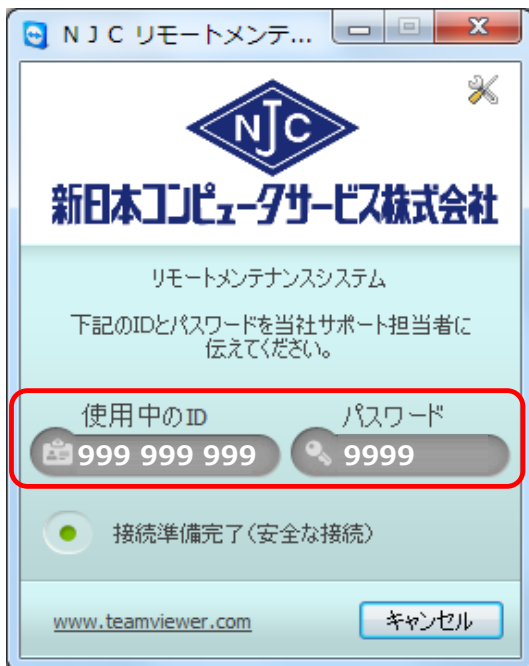 NJC リモートメンテ...
NJC
新日本コンピュータサービス株式会社
リモートメンテナンスシステム
下記のIDとパスワードを当社サポート担当者に
伝えてください。
使用中のID パスワード
999 999 999 9999
接続準備完了(安全な接続)
www.teamviewer.com キャンセル